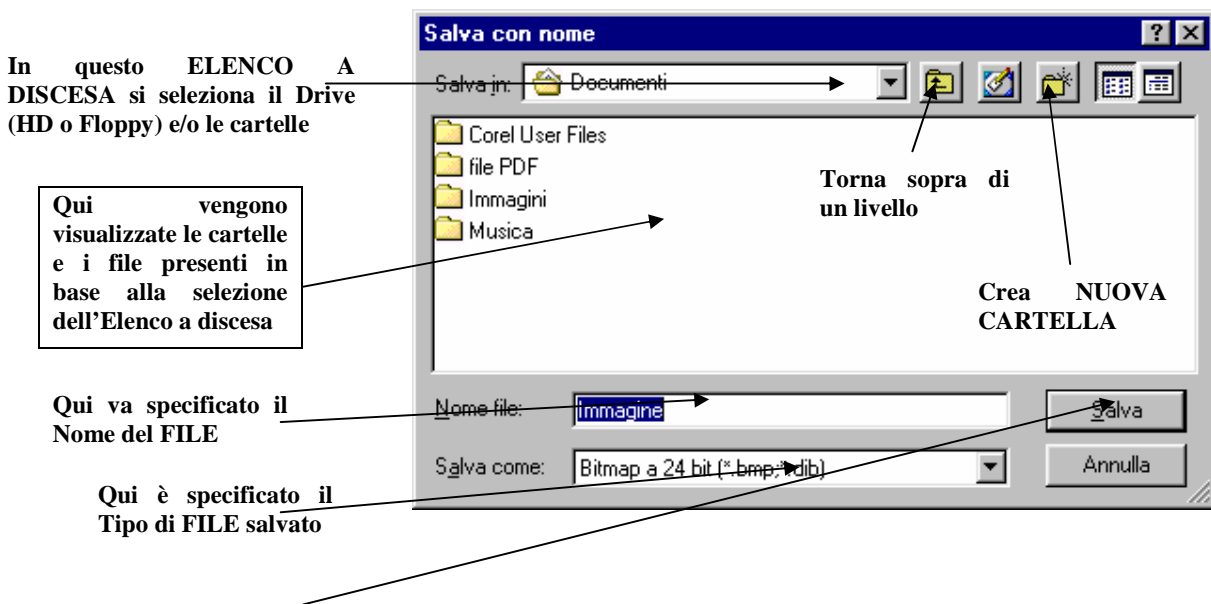 Salva con nome
In questo ELENCO A
DISCESA si seleziona il Drive
(HD o Floppy) e/o le cartelle
Salva in: Documenti
Corel User Files
file PDF
Immagini
Musica
Torna sopra di
un livello
Qui vengono
visualizzate le cartelle
e i file presenti in
base alla selezione
dell'Elenco a discesa
Crea NUOVA
CARTELLA
Qui va specificato il
Nome del FILE
Nome file: immagine Salva
Salva come: Bitmap a 24 bit (*.bmp;*.dib) Annulla
Qui è specificato il
Tipo di FILE salvato